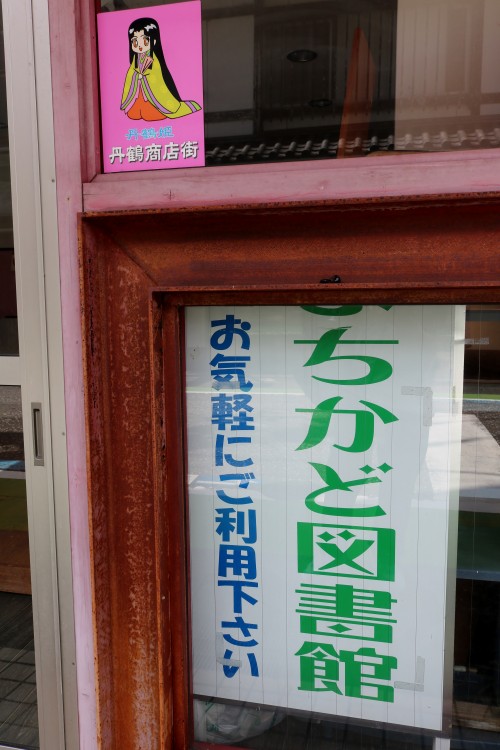 丹鶴姫
丹鶴商店街
まちかど図書館
お気軽にご利用下さい